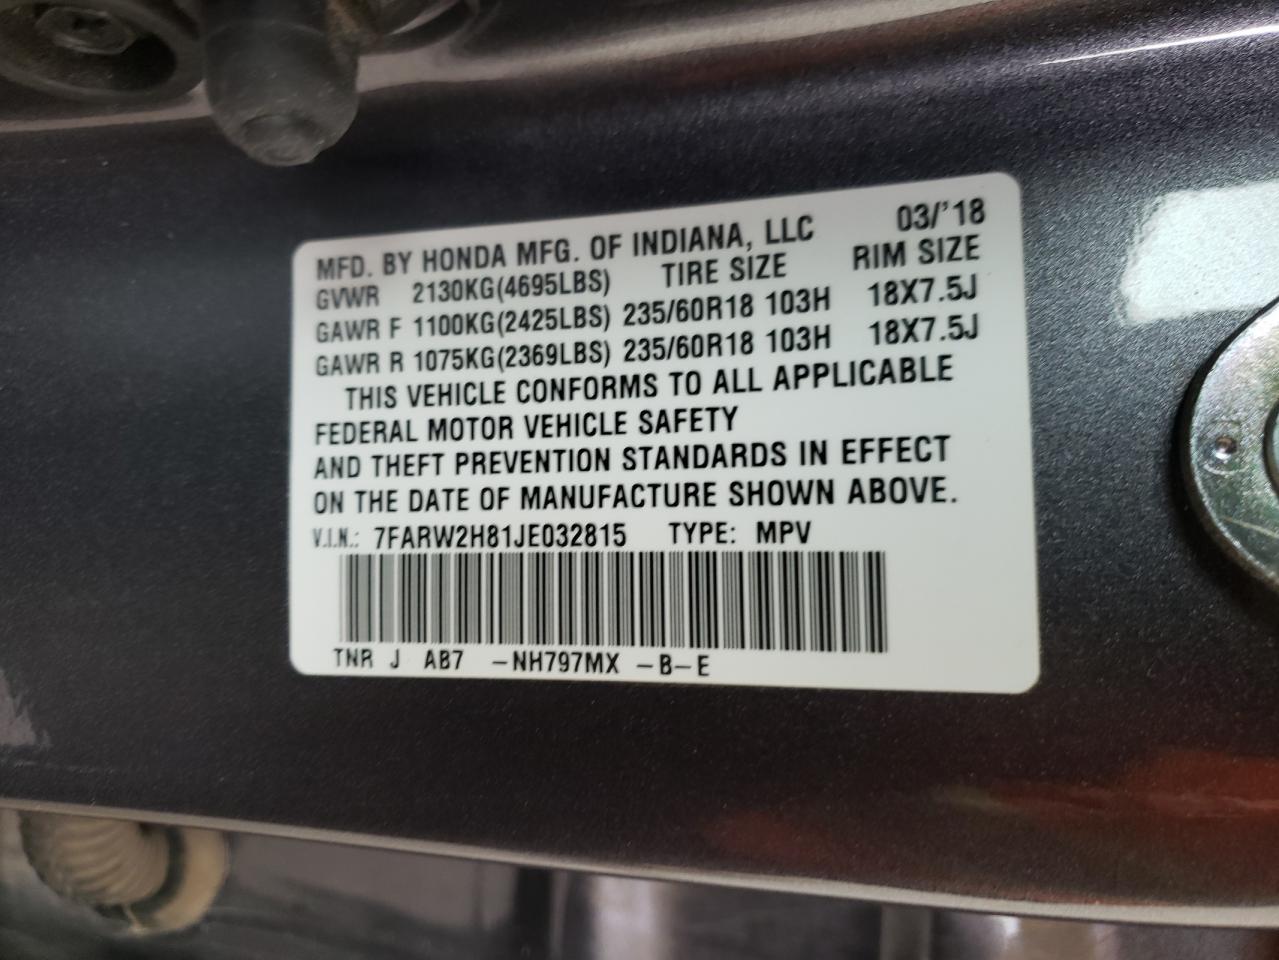 MFD. BY HONDA MFG. OF INDIANA, LLC 03/'18
GVWR 2130KG(4695LBS) TIRE SIZE RIM SIZE
GAWR F 1100KG(2425LBS) 235/60R18 103H 18X7.5J
GAWR R 1075KG(2369LBS) 235/60R18 103H 18X7.5J
THIS VEHICLE CONFORMS TO ALL APPLICABLE
FEDERAL MOTOR VEHICLE SAFETY
AND THEFT PREVENTION STANDARDS IN EFFECT
ON THE DATE OF MANUFACTURE SHOWN ABOVE.
V.I.N.: 7FARW2H81JE032815 TYPE: MPV
TNR J AB7 -NH797MX -B-E